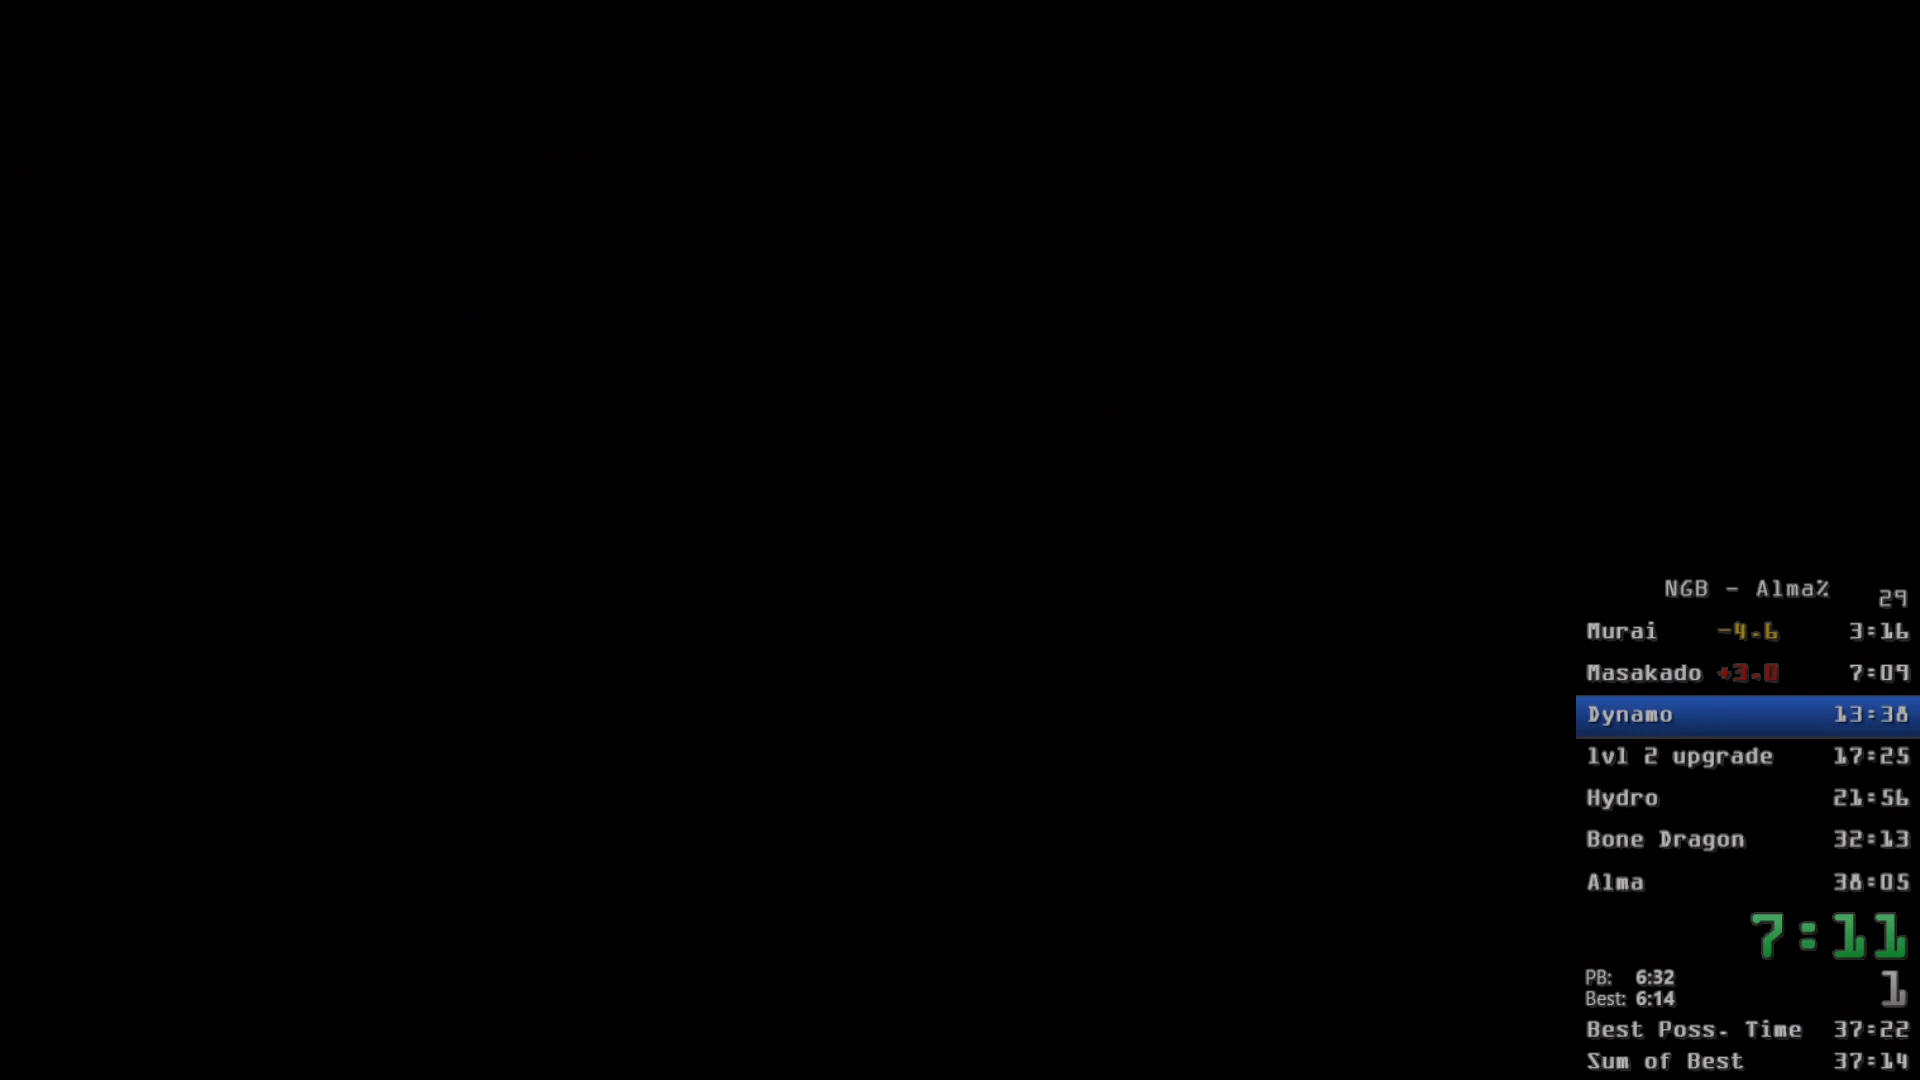 NGB - Alma%
29
Murai -4.6 3:16
Masakado +3.0 7:09
Dynamo 13:38
lvl 2 upgrade 17:25
Hydro 21:56
Bone Dragon 32:13
Alma 38:05
7:11
PB: 6:32
1
Best: 6:14
Best Poss. Time 37:22
Sum of Best 37:14